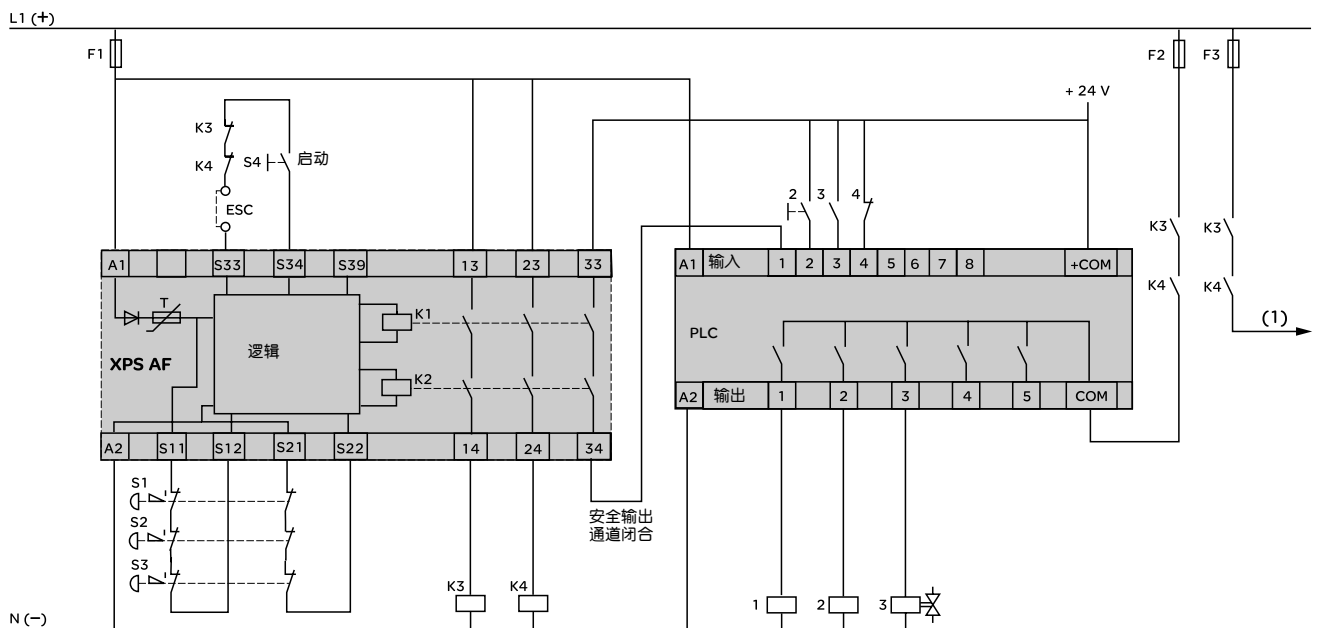 L1 (+)
F1
F2
F3
+ 24 V
K3
K4
S4
启动
ESC
2
3
4
K3
K3
K4
K4
A1
S33
S34
S39
13
23
33
A1
输入
1
2
3
4
5
6
7
8
+COM
T
K1
逻辑
XPS AF
K2
PLC
(1)
A2
输出
1
2
3
4
5
COM
A2
S11
S12
S21
S22
14
24
34
S1
S2
S3
安全输出
通道闭合
K3
K4
1
2
3
N (−)